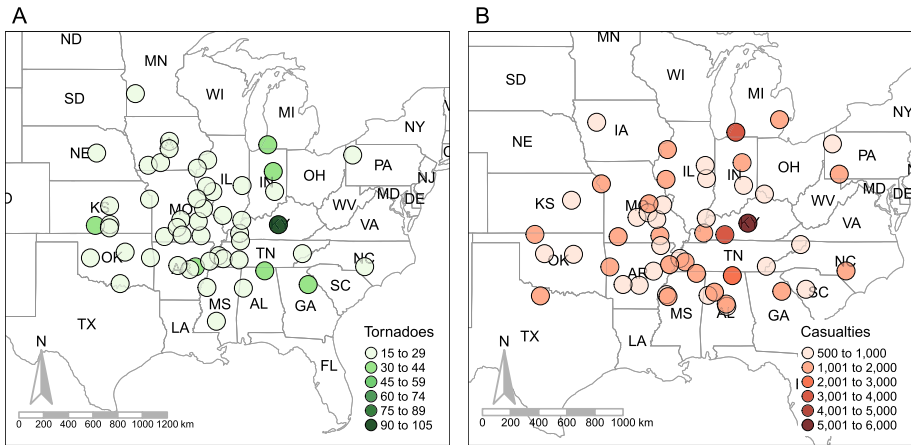 A
ND
MN
WI
MI
SD
NY
NE
IL
IN
OH
PA
NJ
MD
DE
KS
MO
WV
KY
VA
OK
TN
NC
AR
SC
MS
AL
GA
TX
LA
FL
N
0 200 400 600 800 1000 1200 km
Tornadoes
15 to 29
30 to 44
45 to 59
60 to 74
75 to 89
90 to 105
B
MN
SD
WI
MI
NY
NE
IA
IL
IN
OH
PA
NJ
MD
DE
KS
WV
KY
VA
OK
TN
NC
AR
SC
MS
AL
GA
TX
LA
N
0 200 400 600 800 1000 km
Casualties
500 to 1,000
1,001 to 2,000
2,001 to 3,000
3,001 to 4,000
4,001 to 5,000
5,001 to 6,000